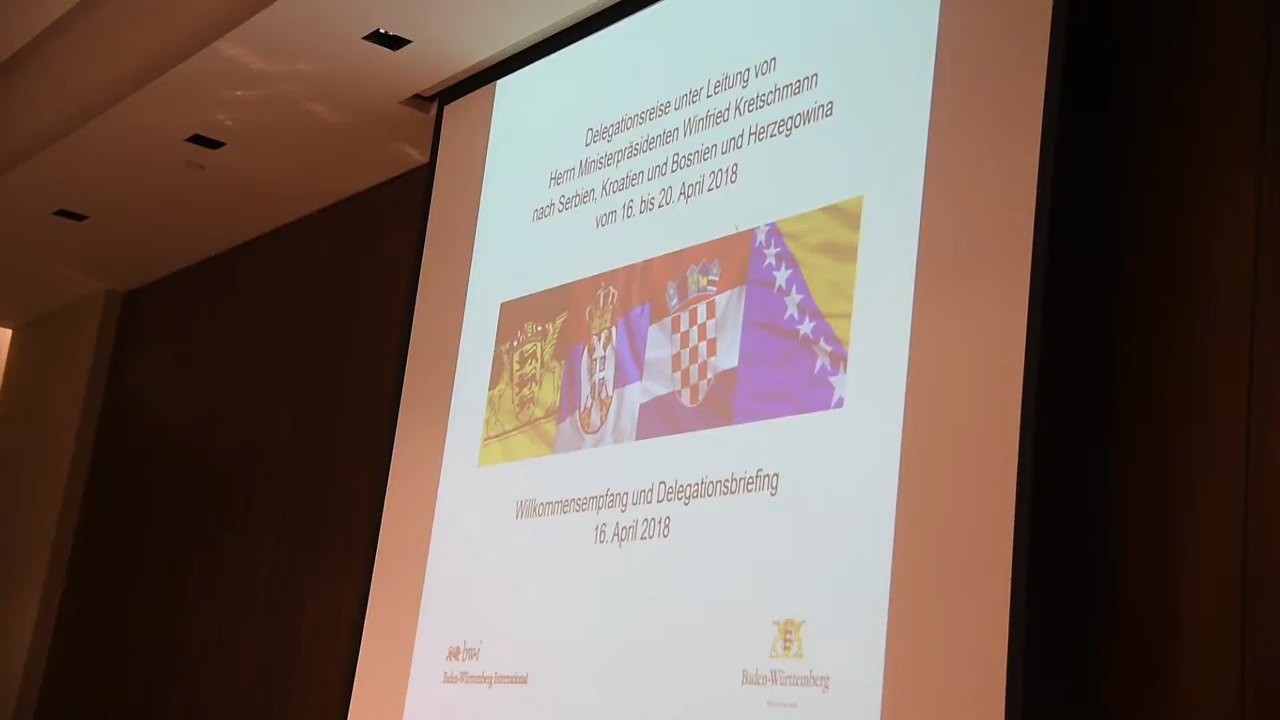 Delegationsreise unter Leitung von
Herrn Ministerpräsidenten Winfried Kretschmann
nach Serbien, Kroatien und Bosnien und Herzegowina
vom 16. bis 20. April 2018
Willkommensempfang und Delegationsbriefing
16. April 2018
bw-i
Baden-Württemberg International
Baden-Württemberg